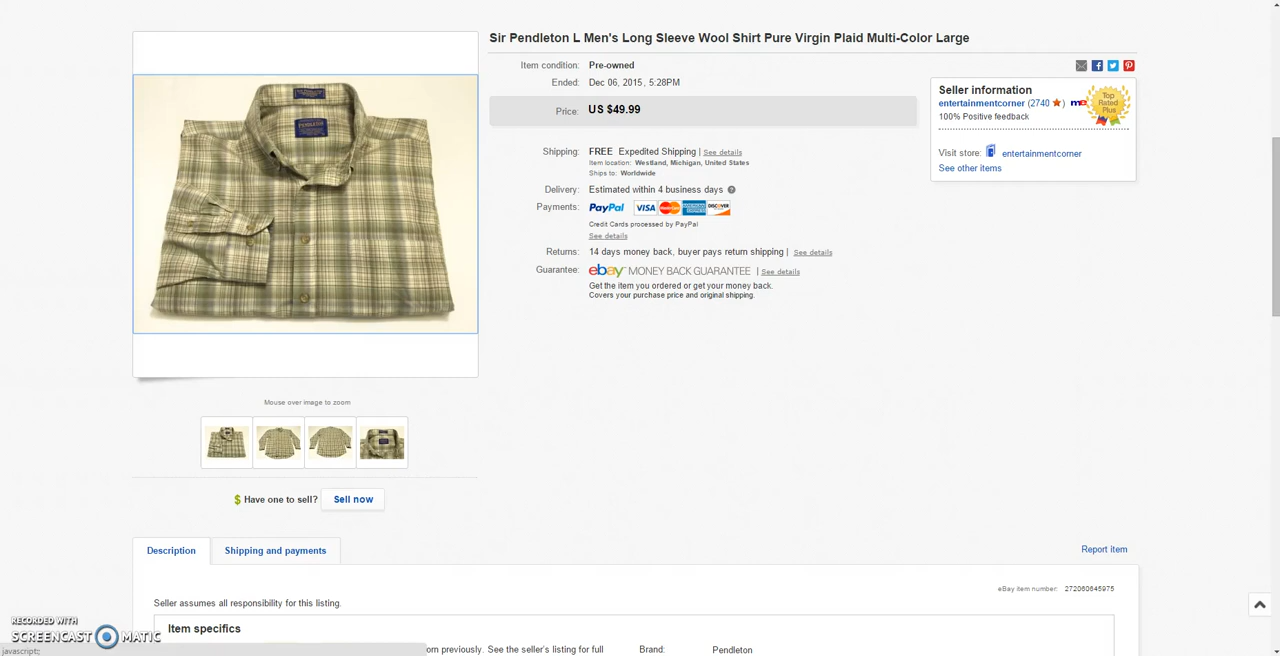 Sir Pendleton L Men's Long Sleeve Wool Shirt Pure Virgin Plaid Multi-Color Large
Item condition: Pre-owned
Ended: Dec 06, 2015 , 5:28PM
Price: US $49.99
Seller information
entertainmentcorner (2740 ) me
Top Rated Plus
100% Positive feedback
Visit store: entertainmentcorner
See other items
Shipping: FREE Expedited Shipping | See details
Item location: Westland, Michigan, United States
Ships to: Worldwide
Delivery: Estimated within 4 business days ?
Payments: PayPal VISA MasterCard AMERICAN EXPRESS DISCOVER
Credit Cards processed by PayPal
See details
Returns: 14 days money back, buyer pays return shipping | See details
Guarantee: ebay MONEY BACK GUARANTEE | See details
Get the item you ordered or get your money back.
Covers your purchase price and original shipping.
PENDLETON
Mouse over image to zoom
$ Have one to sell? Sell now
Description Shipping and payments Report item
eBay item number: 272060645975
Seller assumes all responsibility for this listing.
Item specifics
om previously. See the seller's listing for full Brand: Pendleton
RECORDED WITH
SCREENCAST MATIC
javascript:;